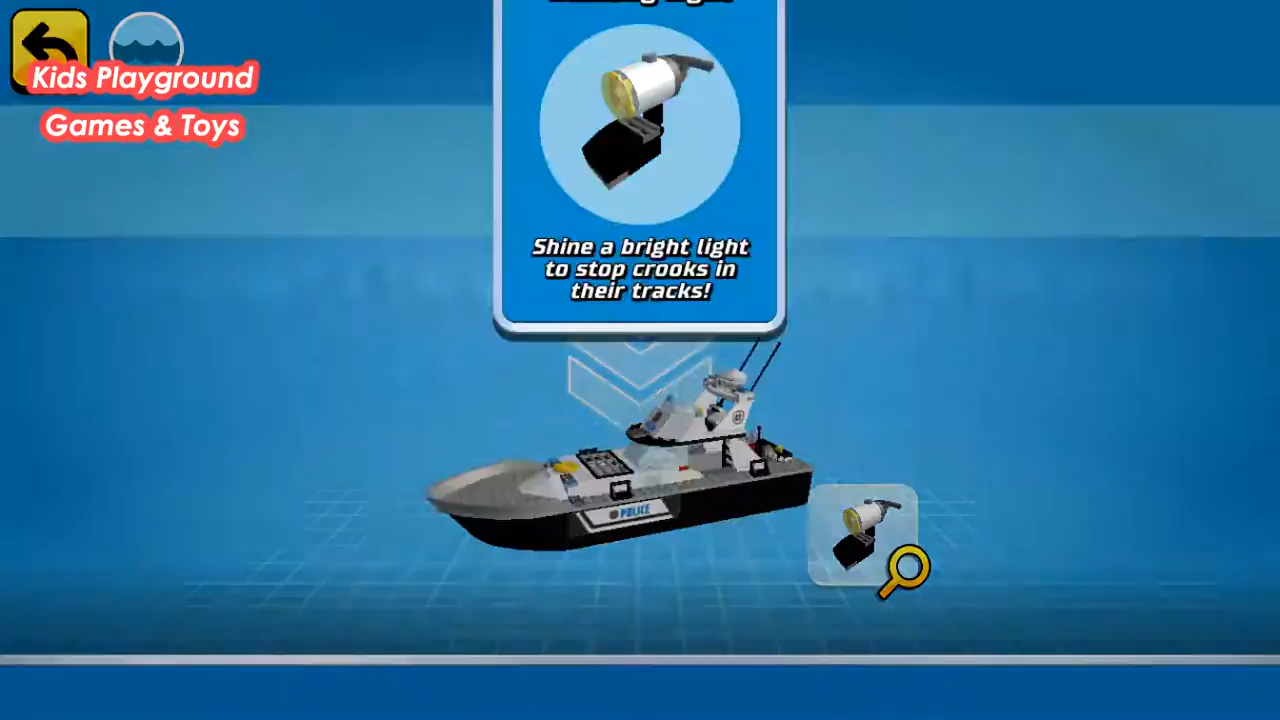 Kids Playground
Games & Toys
Shine a bright light
to stop crooks in
their tracks!
POLICE